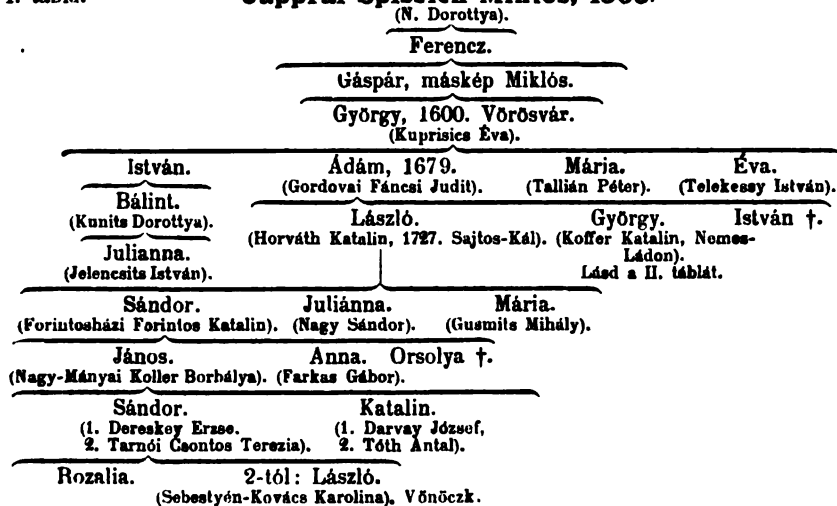 (N. Dorottya).
Ferencz.
Gáspár, máskép Miklós.
György, 1600. Vörösvár.
(Kuprisics Éva).
István. Ádám, 1679. Mária. Éva.
(Gordovai Fáncsi Judit). (Tallián Péter). (Telekessy István).
Bálint.
(Kunits Dorottya). László. György. István †.
(Horváth Katalin, 1727. Sajtos-Kál). (Koffer Katalin, Nemes-
Julianna. Ládon).
(Jelencsits István). Lásd a II. táblát.
Sándor. Juliánna. Mária.
(Forintosházi Forintos Katalin). (Nagy Sándor). (Gusmits Mihály).
János. Anna. Orsolya †.
(Nagy-Mányai Koller Borbálya). (Farkas Gábor).
Sándor. Katalin.
(1. Dereskey Erzse. (1. Darvay József,
2. Tarnói Csontos Terezia). 2. Tóth Antal).
Rozalia. 2-tól: László.
(Sebestyén-Kovács Karolina). Vönöczk.